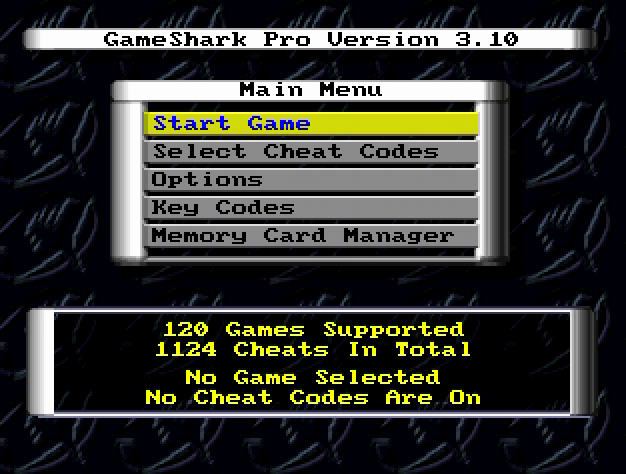 GameShark Pro Version 3.10
Main Menu
Start Game
Select Cheat Codes
Options
Key Codes
Memory Card Manager
120 Games Supported
1124 Cheats In Total
No Game Selected
No Cheat Codes Are On